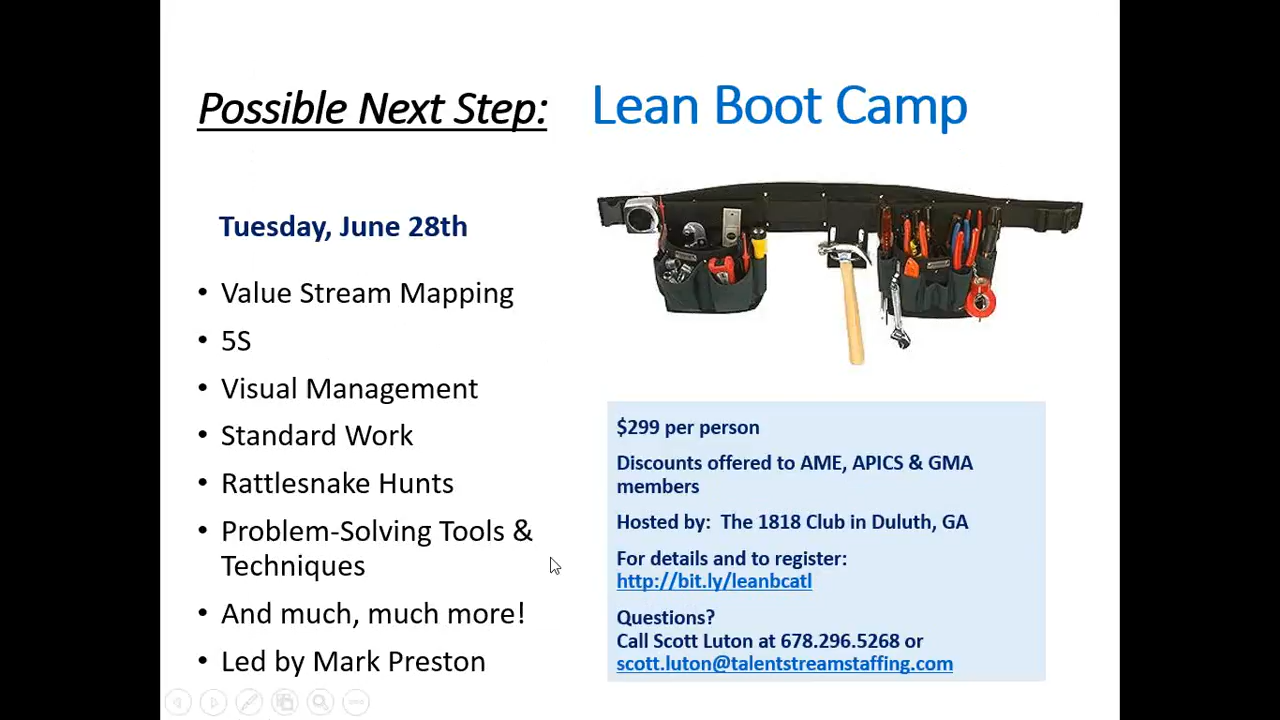 Possible Next Step: Lean Boot Camp
Tuesday, June 28th
• Value Stream Mapping
• 5S
• Visual Management
• Standard Work
• Rattlesnake Hunts
• Problem-Solving Tools &
Techniques
• And much, much more!
• Led by Mark Preston
$299 per person
Discounts offered to AME, APICS & GMA
members
Hosted by: The 1818 Club in Duluth, GA
For details and to register:
http://bit.ly/leanbcatl
Questions?
Call Scott Luton at 678.296.5268 or
scott.luton@talentstreamstaffing.com